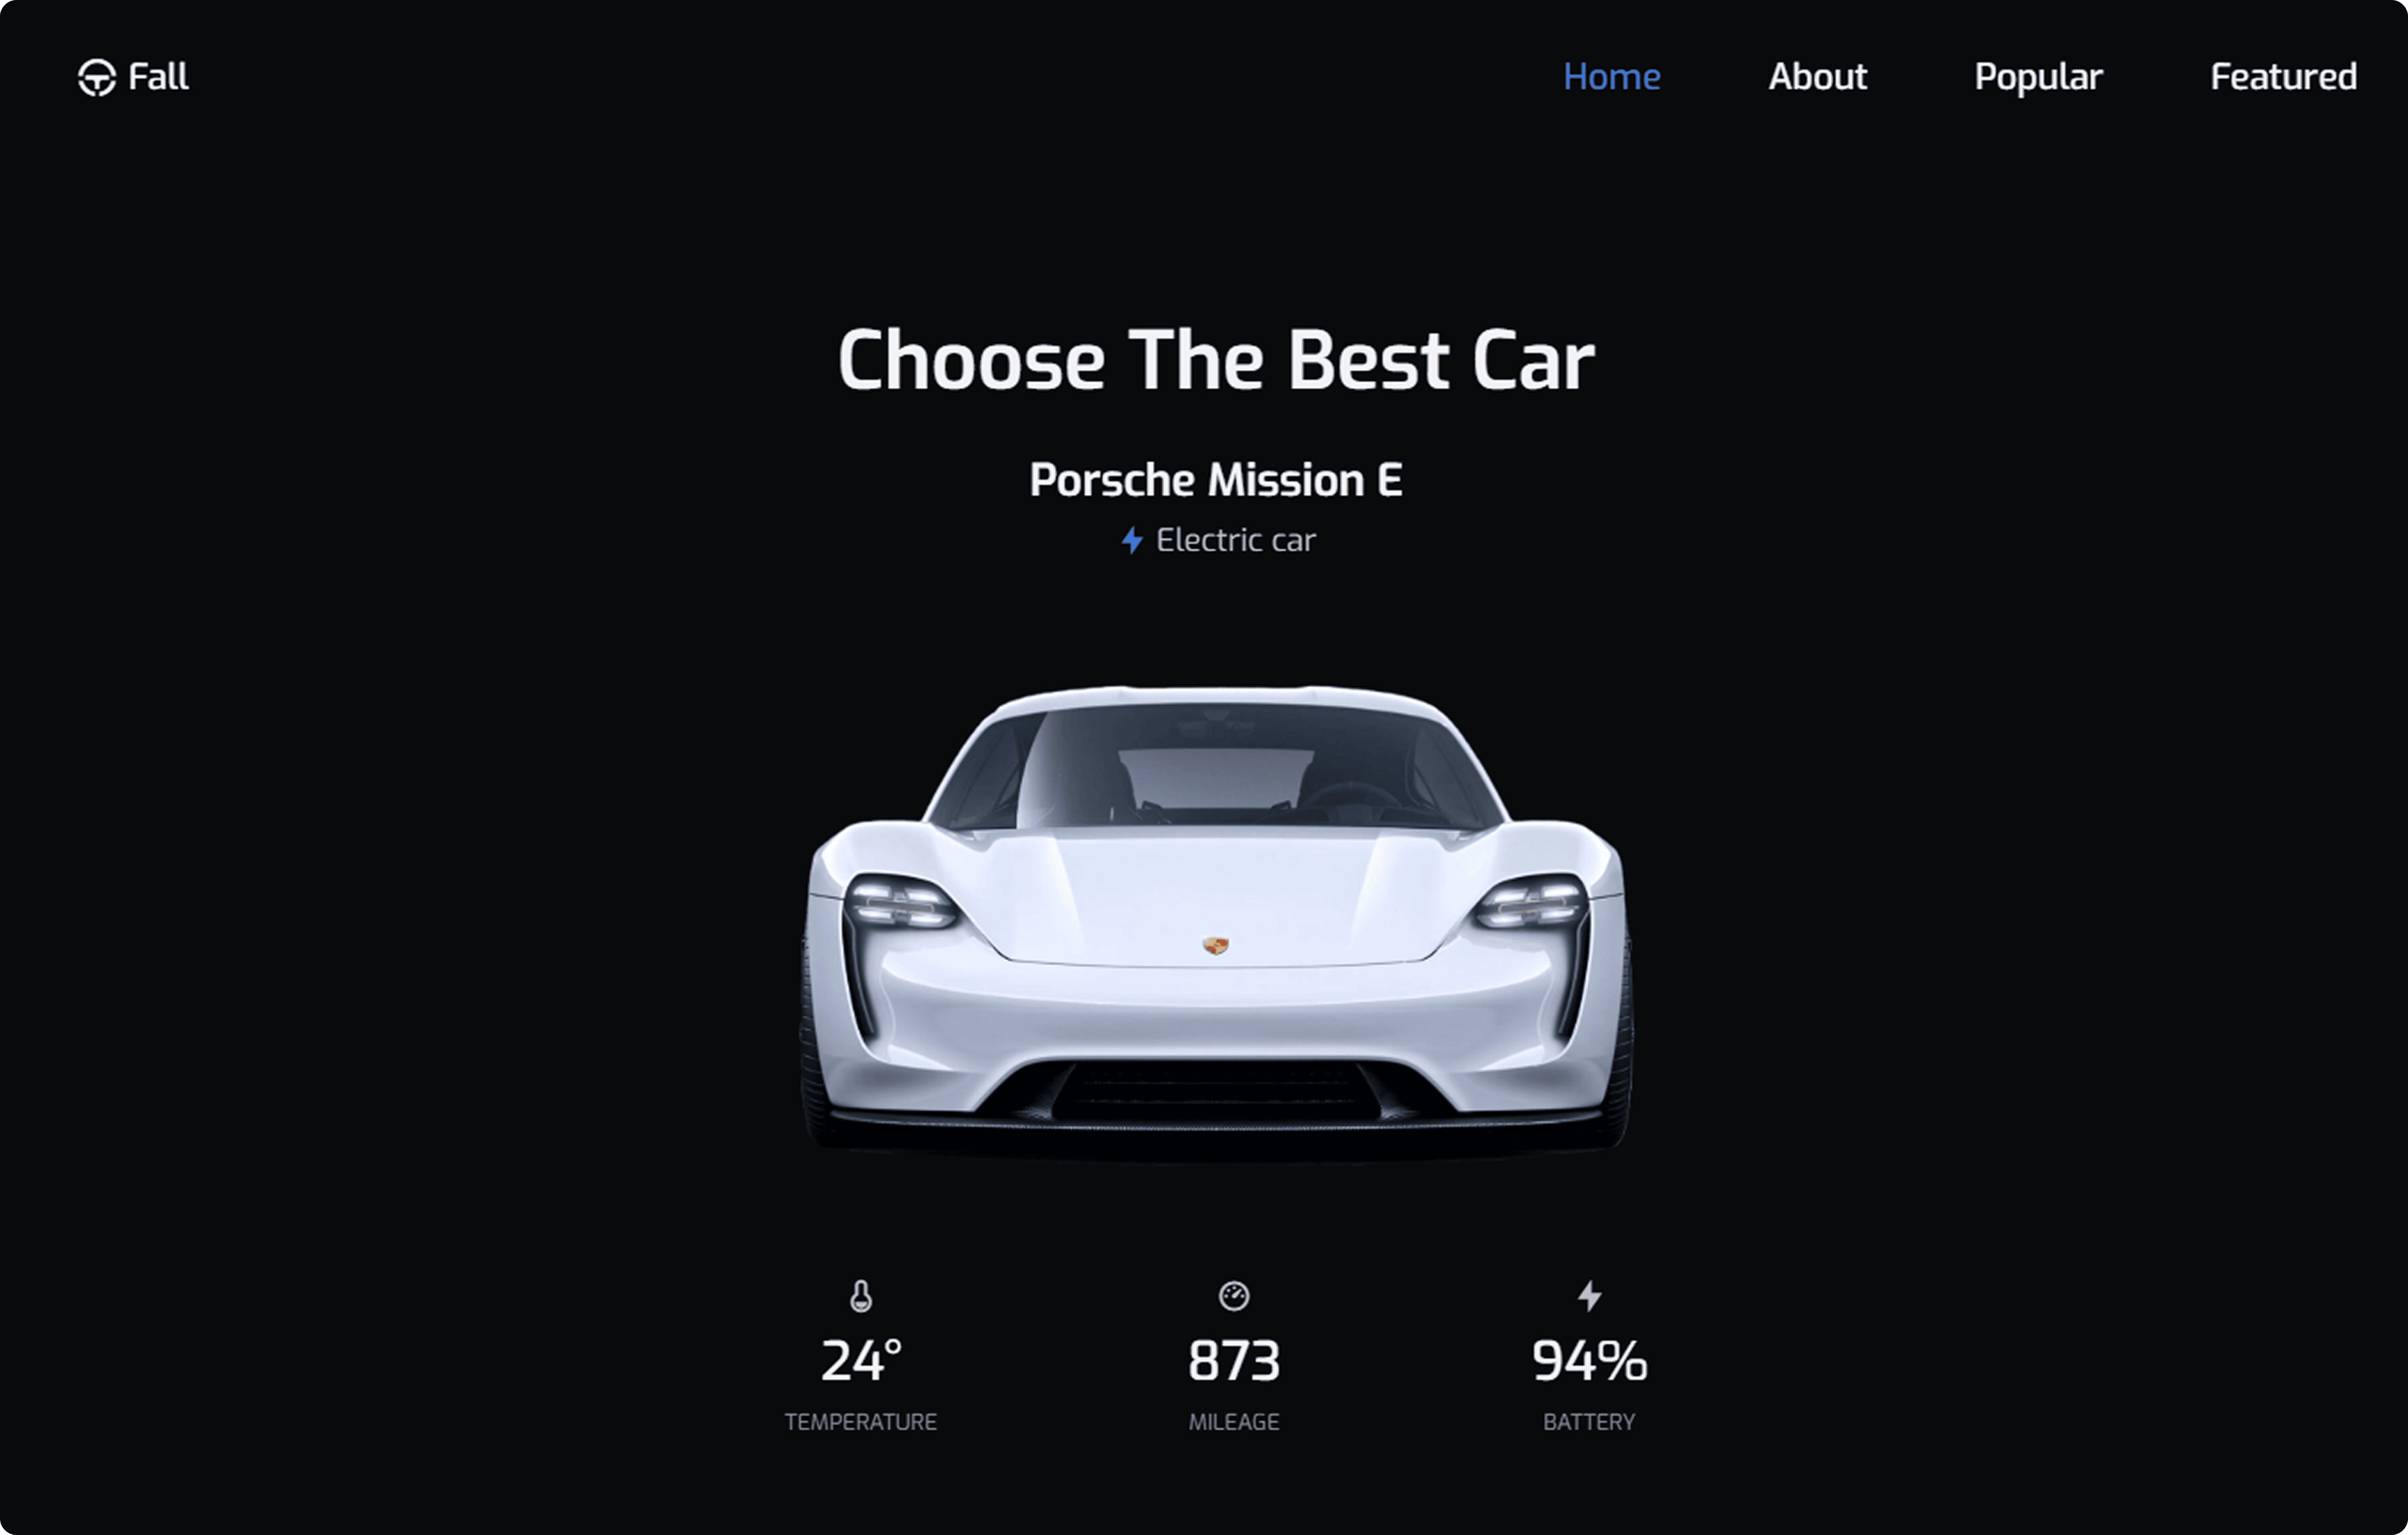 Fall
Home About Popular Featured
Choose The Best Car
Porsche Mission E
Electric car
24° 873 94%
TEMPERATURE MILEAGE BATTERY